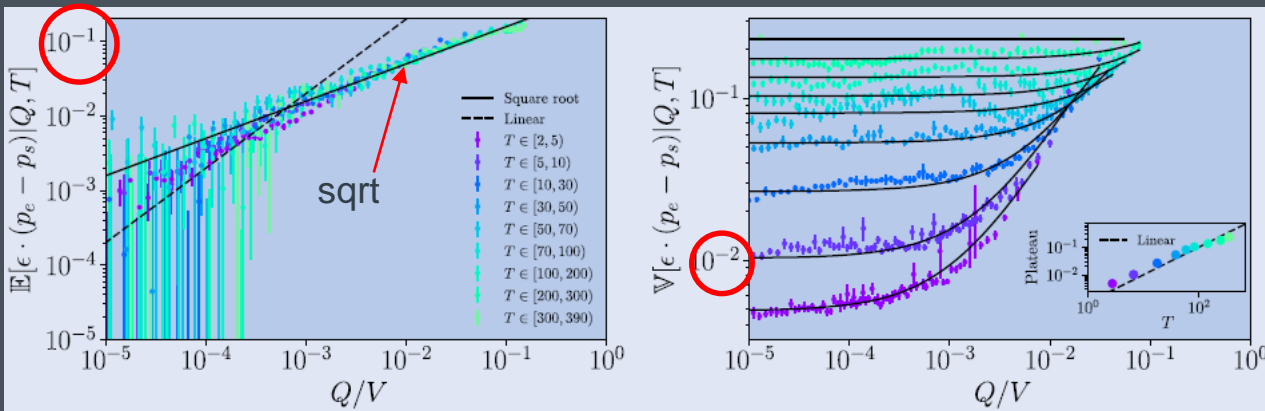 𝔼[ϵ · (p_e − p_s)|Q, T]
10^{-1}
10^{-2}
10^{-3}
10^{-4}
10^{-5}
10^{-5} 10^{-4} 10^{-3} 10^{-2} 10^{-1} 10^0
Q/V
Square root
Linear
T ∈ [2, 5)
T ∈ [5, 10)
T ∈ [10, 30)
T ∈ [30, 50)
T ∈ [50, 70)
T ∈ [70, 100)
T ∈ [100, 200)
T ∈ [200, 300)
T ∈ [300, 390)
sqrt
𝕍[ϵ · (p_e − p_s)|Q, T]
10^{-1}
10^{-2}
10^{-5} 10^{-4} 10^{-3} 10^{-2} 10^{-1} 10^0
Q/V
Plateau
10^{-1}
10^{-2}
Linear
10^0 10^2
T